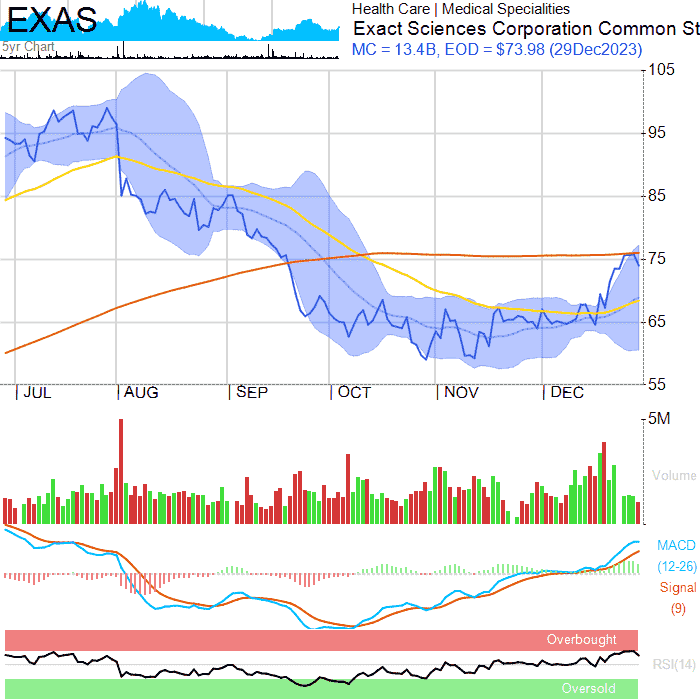 EXAS
5yr Chart
Health Care | Medical Specialities
Exact Sciences Corporation Common St
MC = 13.4B, EOD = $73.98 (29Dec2023)
105
95
85
75
65
55
JUL AUG SEP OCT NOV DEC
5M
Volume
MACD
(12-26)
Signal
(9)
Overbought
RSI(14)
Oversold